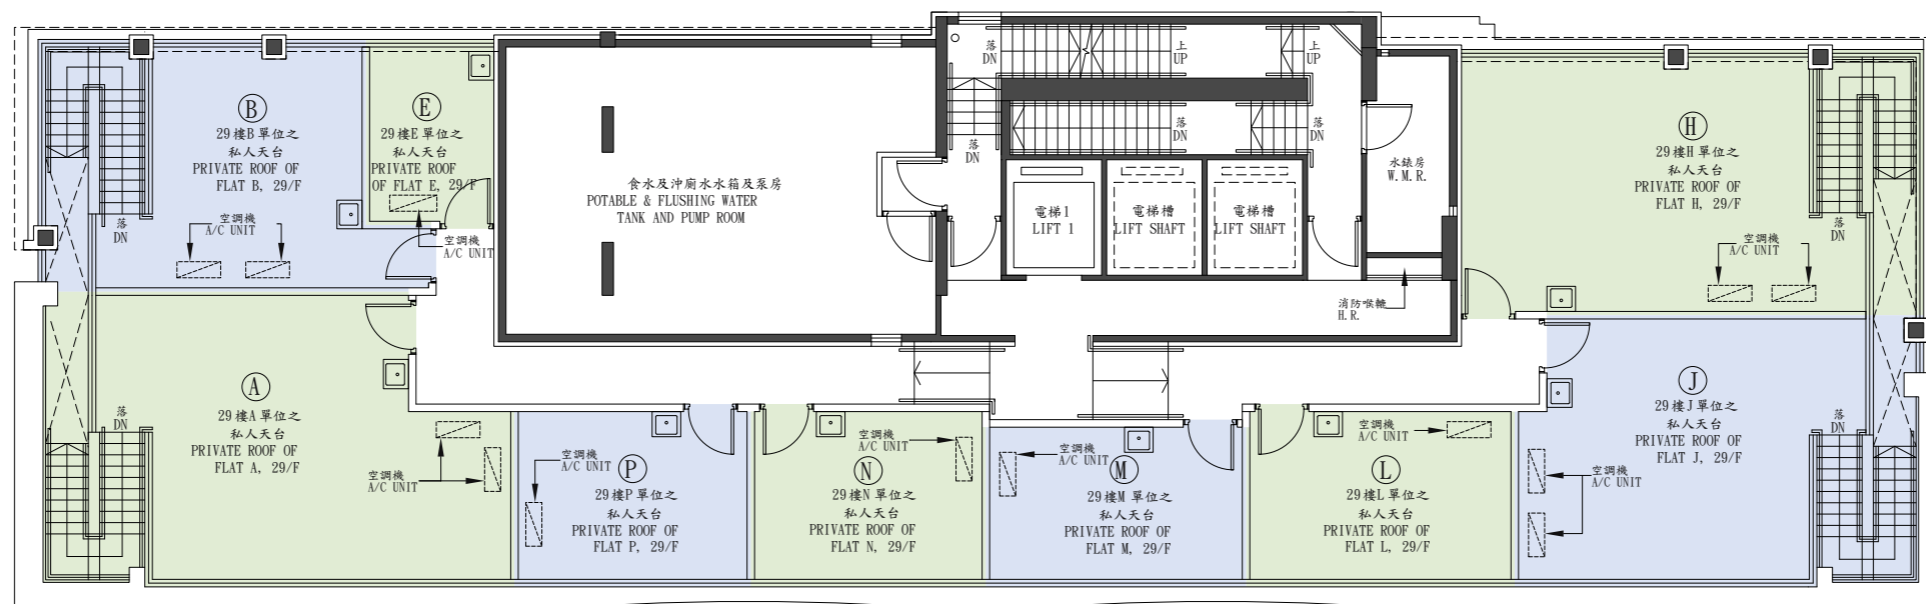 B
29樓B單位之
私人天台
PRIVATE ROOF OF
FLAT B, 29/F
空調機
A/C UNIT
落
DN
E
29樓E單位之
私人天台
PRIVATE ROOF
OF FLAT E, 29/F
空調機
A/C UNIT
食水及沖廁水水箱及泵房
POTABLE & FLUSHING WATER
TANK AND PUMP ROOM
落
DN
上
UP
落
DN
落
DN
落
DN
電梯1
LIFT 1
電梯槽
LIFT SHAFT
電梯槽
LIFT SHAFT
水錶房
W.M.R.
消防喉轆
H.R.
H
29樓H單位之
私人天台
PRIVATE ROOF OF
FLAT H, 29/F
空調機
A/C UNIT
落
DN
A
29樓A單位之
私人天台
PRIVATE ROOF OF
FLAT A, 29/F
落
DN
空調機
A/C UNIT
空調機
A/C UNIT
P
29樓P單位之
私人天台
PRIVATE ROOF OF
FLAT P, 29/F
空調機
A/C UNIT
N
29樓N單位之
私人天台
PRIVATE ROOF OF
FLAT N, 29/F
空調機
A/C UNIT
M
29樓M單位之
私人天台
PRIVATE ROOF OF
FLAT M, 29/F
空調機
A/C UNIT
L
29樓L單位之
私人天台
PRIVATE ROOF OF
FLAT L, 29/F
J
29樓J單位之
私人天台
PRIVATE ROOF OF
FLAT J, 29/F
空調機
A/C UNIT
落
DN